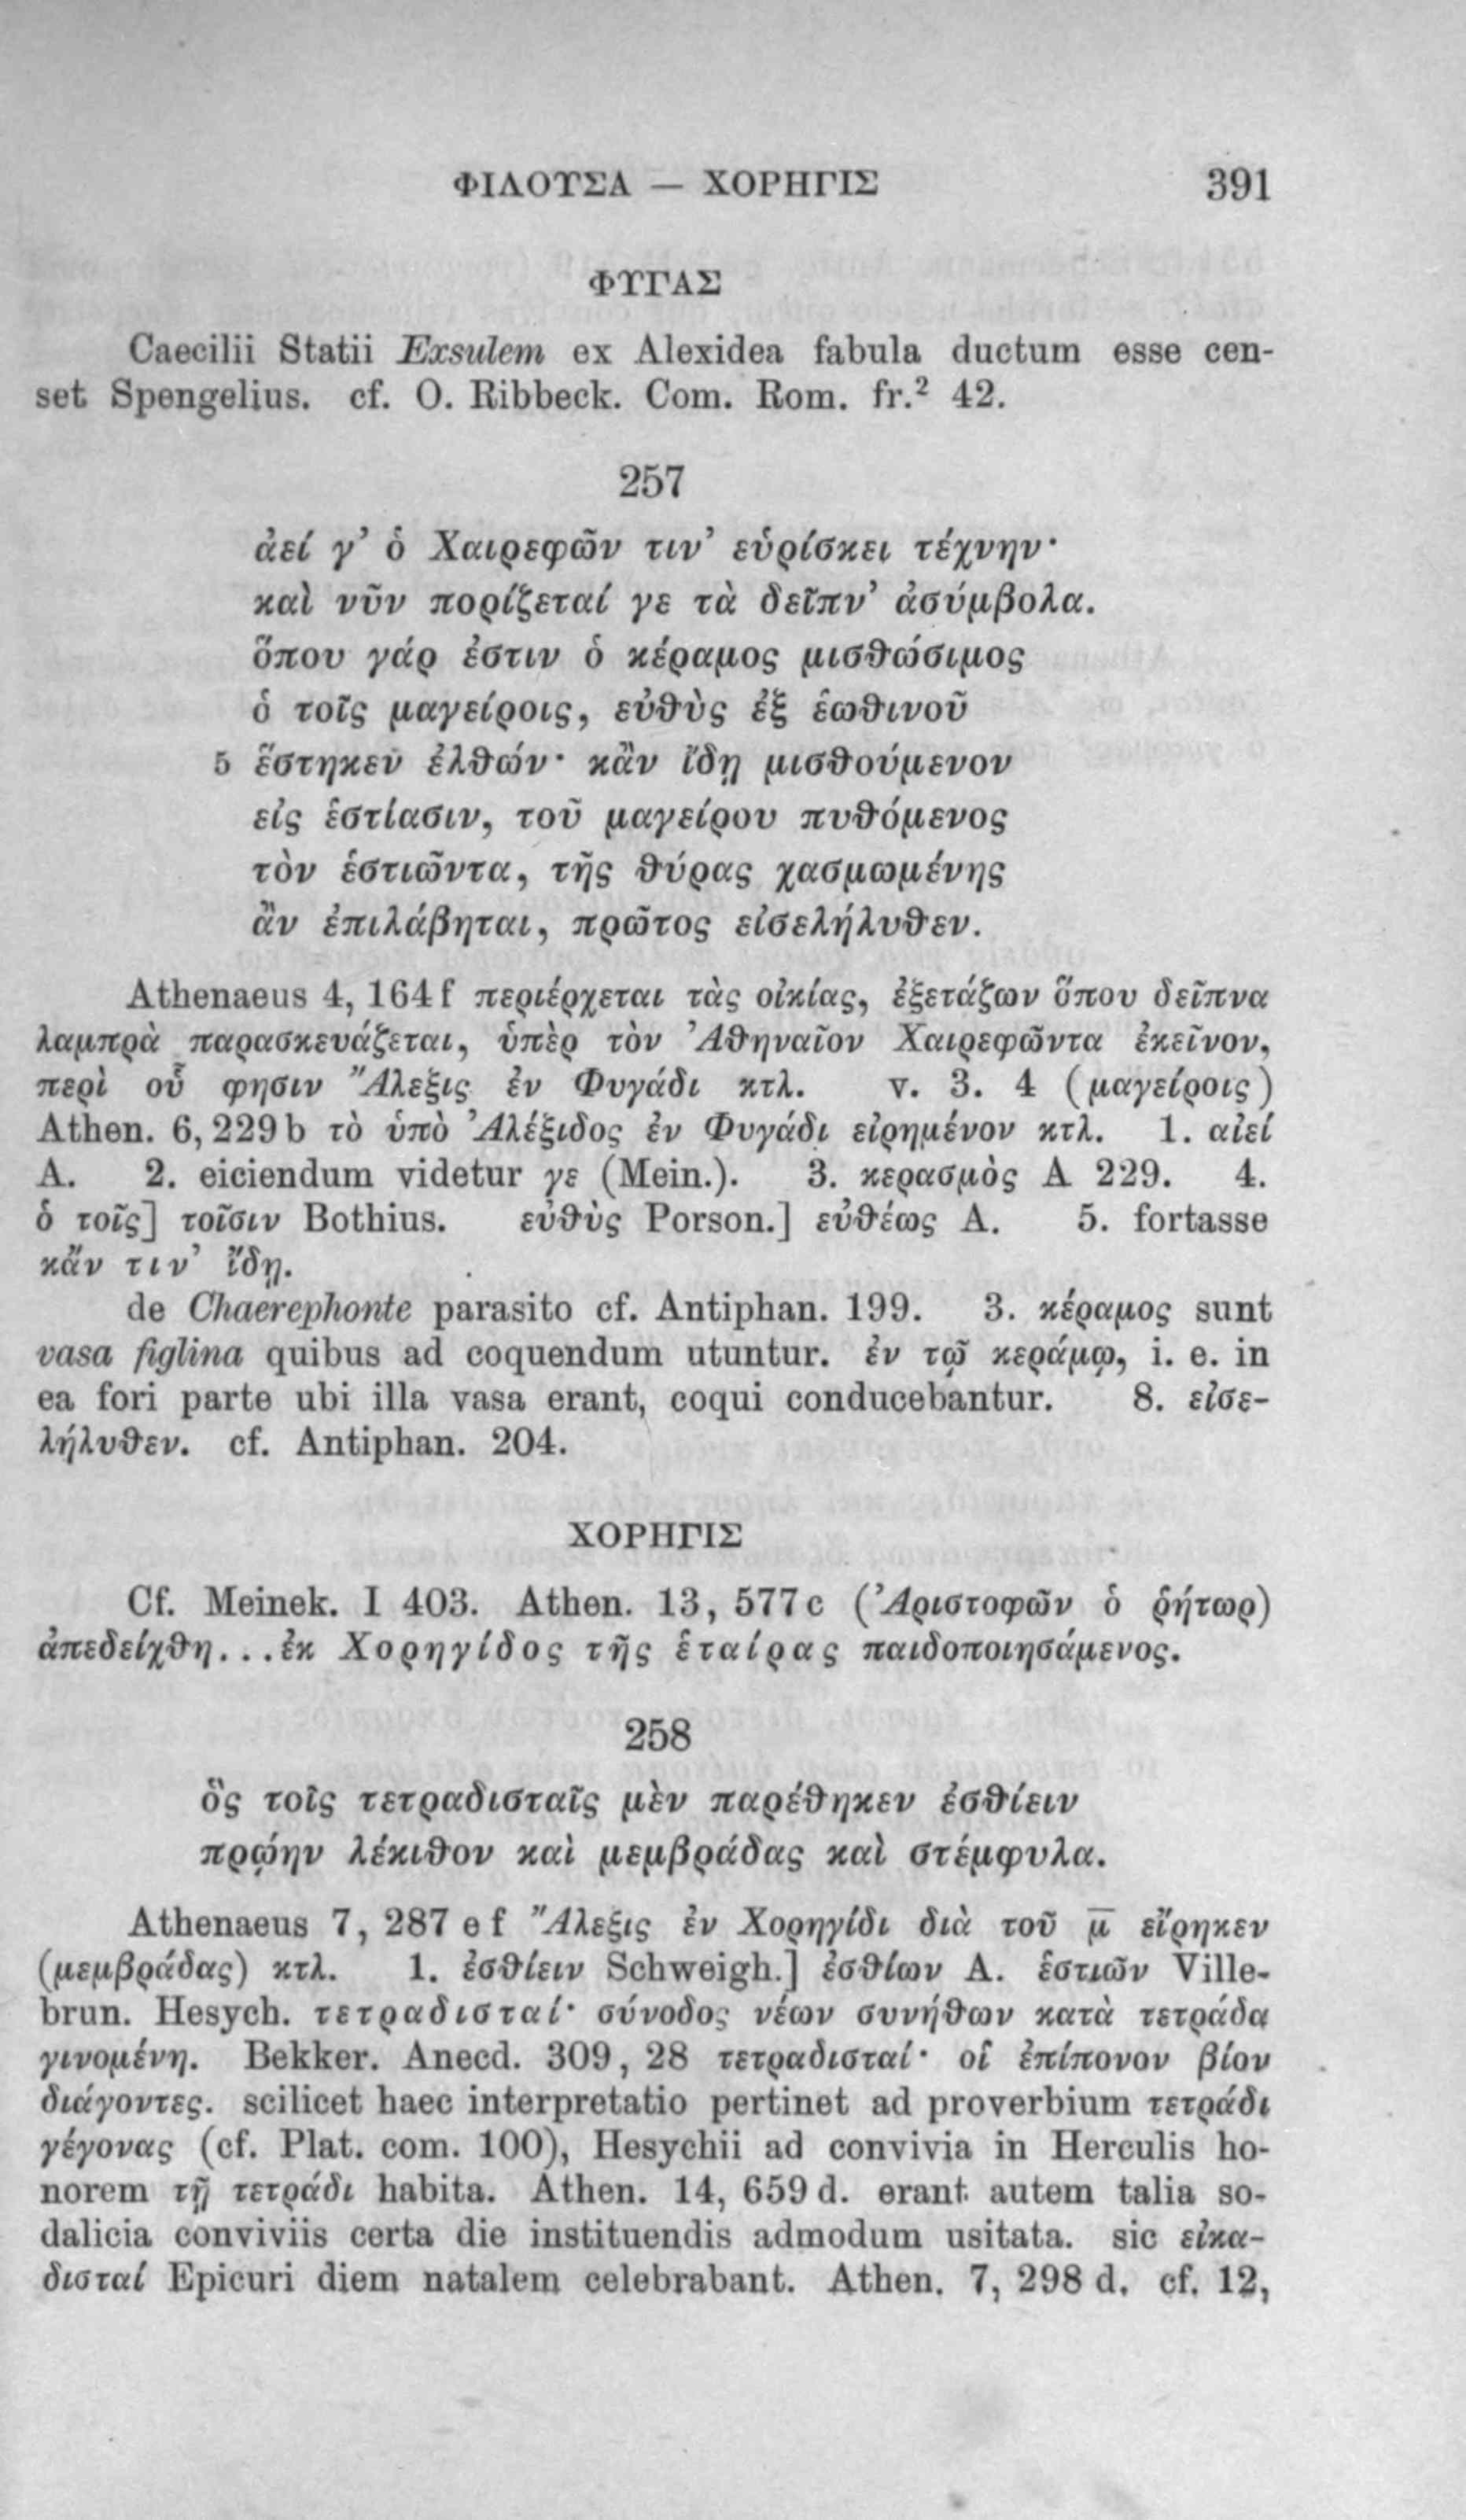 ΦΙΛΟΥΣΑ — ΧΟΡΗΓΙΣ 391
ΦΥΓΑΣ
Caecilii Statii Exsulem ex Alexidea fabula ductum esse cen-
set Spengelius. cf. O. Ribbeck. Com. Rom. fr.² 42.
257
ἀεί γ’ ὁ Χαιρεφῶν τιν’ εὑρίσκει τέχνην·
καὶ νῦν πορίζεταί γε τὰ δεῖπν’ ἀσύμβολα.
ὅπου γάρ ἐστιν ὁ κέραμος μισθώσιμος
ὁ τοῖς μαγείροις, εὐθὺς ἐξ ἑωθινοῦ
5 ἕστηκεν ἐλθών· κἂν ἴδῃ μισθούμενον
εἰς ἑστίασιν, τοῦ μαγείρου πυθόμενος
τὸν ἑστιῶντα, τῆς θύρας χασμωμένης
ἂν ἐπιλάβηται, πρῶτος εἰσελήλυθεν.
Athenaeus 4, 164 f περιέρχεται τὰς οἰκίας, ἐξετάζων ὅπου δεῖπνα
λαμπρὰ παρασκευάζεται, ὑπὲρ τὸν Ἀθηναῖον Χαιρεφῶντα ἐκεῖνον,
περὶ οὗ φησιν Ἄλεξις ἐν Φυγάδι κτλ. v. 3. 4 (μαγείροις)
Athen. 6, 229 b τὸ ὑπὸ Ἀλέξιδος ἐν Φυγάδι εἰρημένον κτλ. 1. αἰεί
A. 2. eiciendum videtur γε (Mein.). 3. κερασμὸς A 229. 4.
ὁ τοῖς] τοῖσιν Bothius. εὐθὺς Porson.] εὐθέως A. 5. fortasse
κἄν τιν’ ἴδῃ.
de Chaerephonte parasito cf. Antiphan. 199. 3. κέραμος sunt
vasa figlina quibus ad coquendum utuntur. ἐν τῷ κεράμῳ, i. e. in
ea fori parte ubi illa vasa erant, coqui conducebantur. 8. εἰσε-
λήλυθεν. cf. Antiphan. 204.
ΧΟΡΗΓΙΣ
Cf. Meinek. I 403. Athen. 13, 577 c (Ἀριστοφῶν ὁ ῥήτωρ)
ἀπεδείχθη...ἐκ Χορηγίδος τῆς ἑταίρας παιδοποιησάμενος.
258
ὃς τοῖς τετραδισταῖς μὲν παρέθηκεν ἐσθίειν
πρῴην λέκιθον καὶ μεμβράδας καὶ στέμφυλα.
Athenaeus 7, 287 e f Ἄλεξις ἐν Χορηγίδι διὰ τοῦ μ̅ εἴρηκεν
(μεμβράδας) κτλ. 1. ἐσθίειν Schweigh.] ἐσθίων A. ἑστιῶν Ville-
brun. Hesych. τετραδισταί· σύνοδος νέων συνήθων κατὰ τετράδα
γινομένη. Bekker. Anecd. 309, 28 τετραδισταί· οἱ ἐπίπονον βίον
διάγοντες. scilicet haec interpretatio pertinet ad proverbium τετράδι
γέγονας (cf. Plat. com. 100), Hesychii ad convivia in Herculis ho-
norem τῇ τετράδι habita. Athen. 14, 659 d. erant autem talia so-
dalicia conviviis certa die instituendis admodum usitata. sic εἰκα-
δισταί Epicuri diem natalem celebrabant. Athen. 7, 298 d. cf. 12,